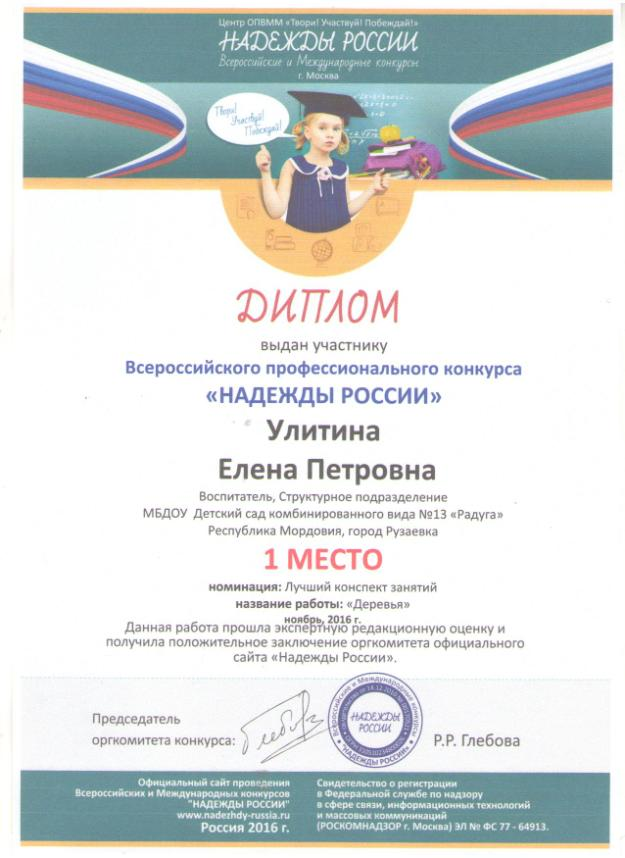 Центр ОПВММ «Твори! Участвуй! Побеждай!»
НАДЕЖДЫ РОССИИ
Всероссийские и Международные конкурсы
г. Москва
Твори!
Участвуй!
Побеждай!
ДИПЛОМ
выдан участнику
Всероссийского профессионального конкурса
«НАДЕЖДЫ РОССИИ»
Улитина
Елена Петровна
Воспитатель, Структурное подразделение
МБДОУ Детский сад комбинированного вида №13 «Радуга»
Республика Мордовия, город Рузаевка
1 МЕСТО
номинация: Лучший конспект занятий
название работы: «Деревья»
ноябрь, 2016 г.
Данная работа прошла экспертную редакционную оценку и
получила положительное заключение оргкомитета официального
сайта «Надежды России».
Председатель
оргкомитета конкурса:
Всероссийские и Международные конкурсы
НАДЕЖДЫ
РОССИИ
"НАДЕЖДЫ РОССИИ"
Р.Р. Глебова
Официальный сайт проведения
Всероссийских и Международных конкурсов
"НАДЕЖДЫ РОССИИ"
www.nadezhdy-russia.ru
Россия 2016 г.
Свидетельство о регистрации
в Федеральной службе по надзору
в сфере связи, информационных технологий
и массовых коммуникаций
(РОСКОМНАДЗОР г. Москва) ЭЛ № ФС 77 - 64913.